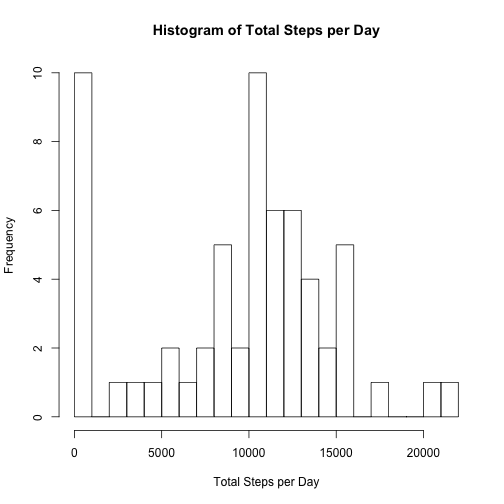 Histogram of Total Steps per Day
Frequency
10
8
6
4
2
0
0 5000 10000 15000 20000
Total Steps per Day